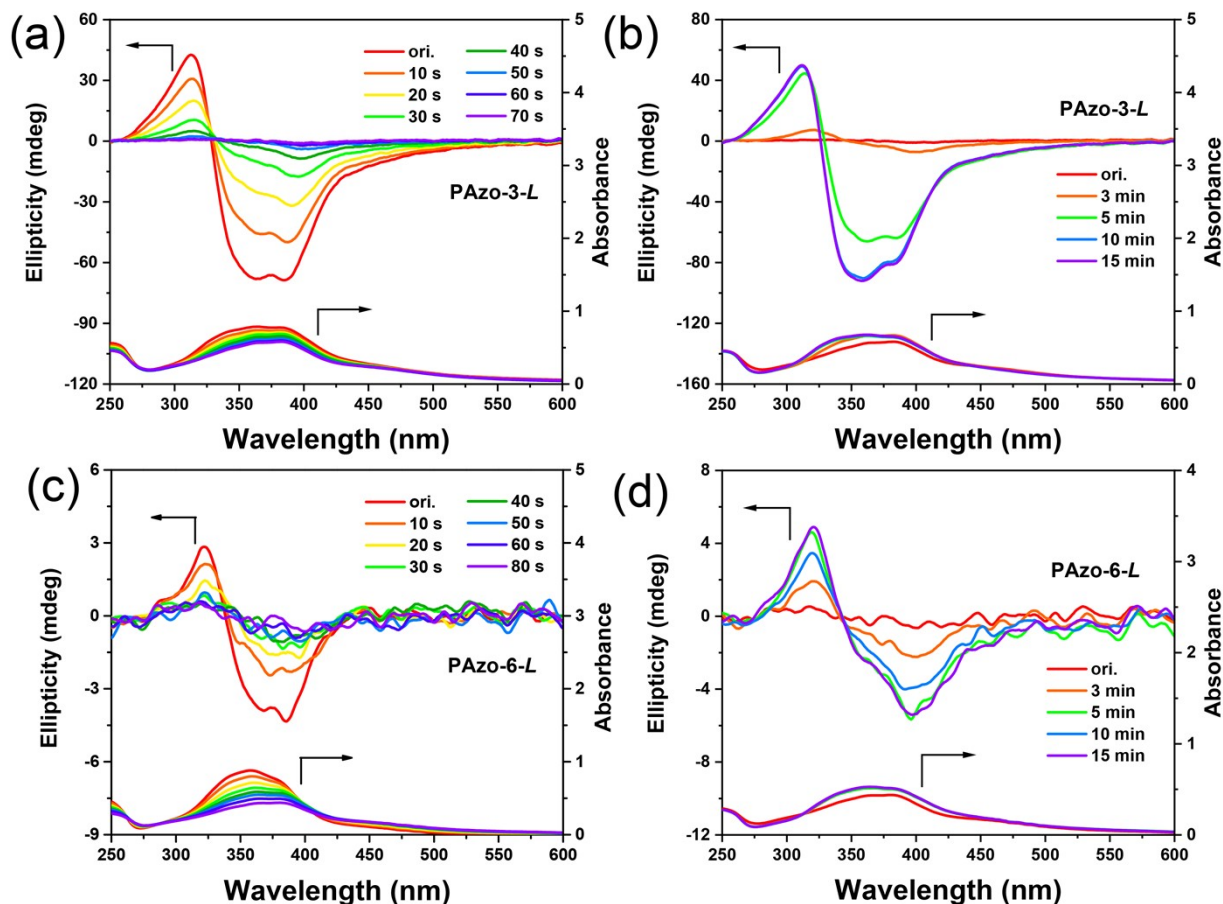 (a)
60
30
0
-30
-60
-90
-120
Ellipticity (mdeg)
ori.
10 s
20 s
30 s
40 s
50 s
60 s
70 s
PAzo-3-L
5
4
3
2
1
0
Absorbance
250 300 350 400 450 500 550 600
Wavelength (nm)
(b)
80
40
0
-40
-80
-120
-160
Ellipticity (mdeg)
PAzo-3-L
ori.
3 min
5 min
10 min
15 min
5
4
3
2
1
0
Absorbance
250 300 350 400 450 500 550 600
Wavelength (nm)
(c)
6
3
0
-3
-6
-9
Ellipticity (mdeg)
ori.
10 s
20 s
30 s
40 s
50 s
60 s
80 s
PAzo-6-L
5
4
3
2
1
0
Absorbance
250 300 350 400 450 500 550 600
Wavelength (nm)
(d)
8
4
0
-4
-8
-12
Ellipticity (mdeg)
PAzo-6-L
ori.
3 min
5 min
10 min
15 min
4
3
2
1
0
Absorbance
250 300 350 400 450 500 550 600
Wavelength (nm)